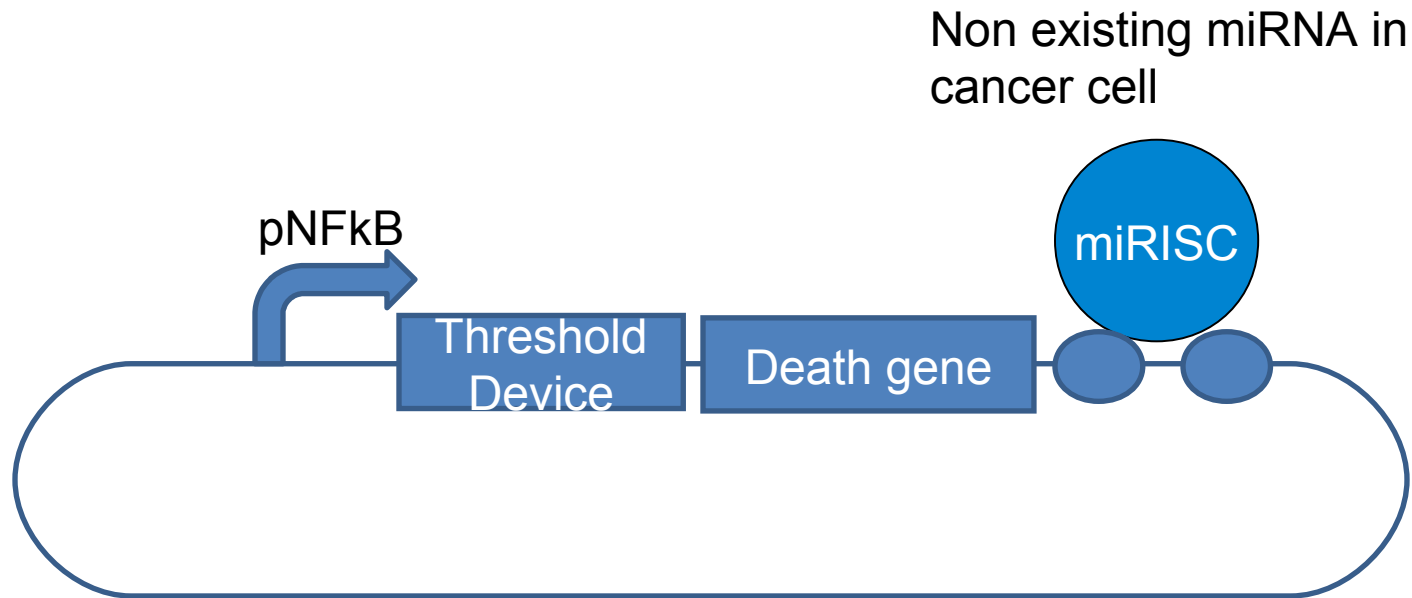 Non existing miRNA in
cancer cell
pNFkB
miRISC
Threshold
Device
Death gene